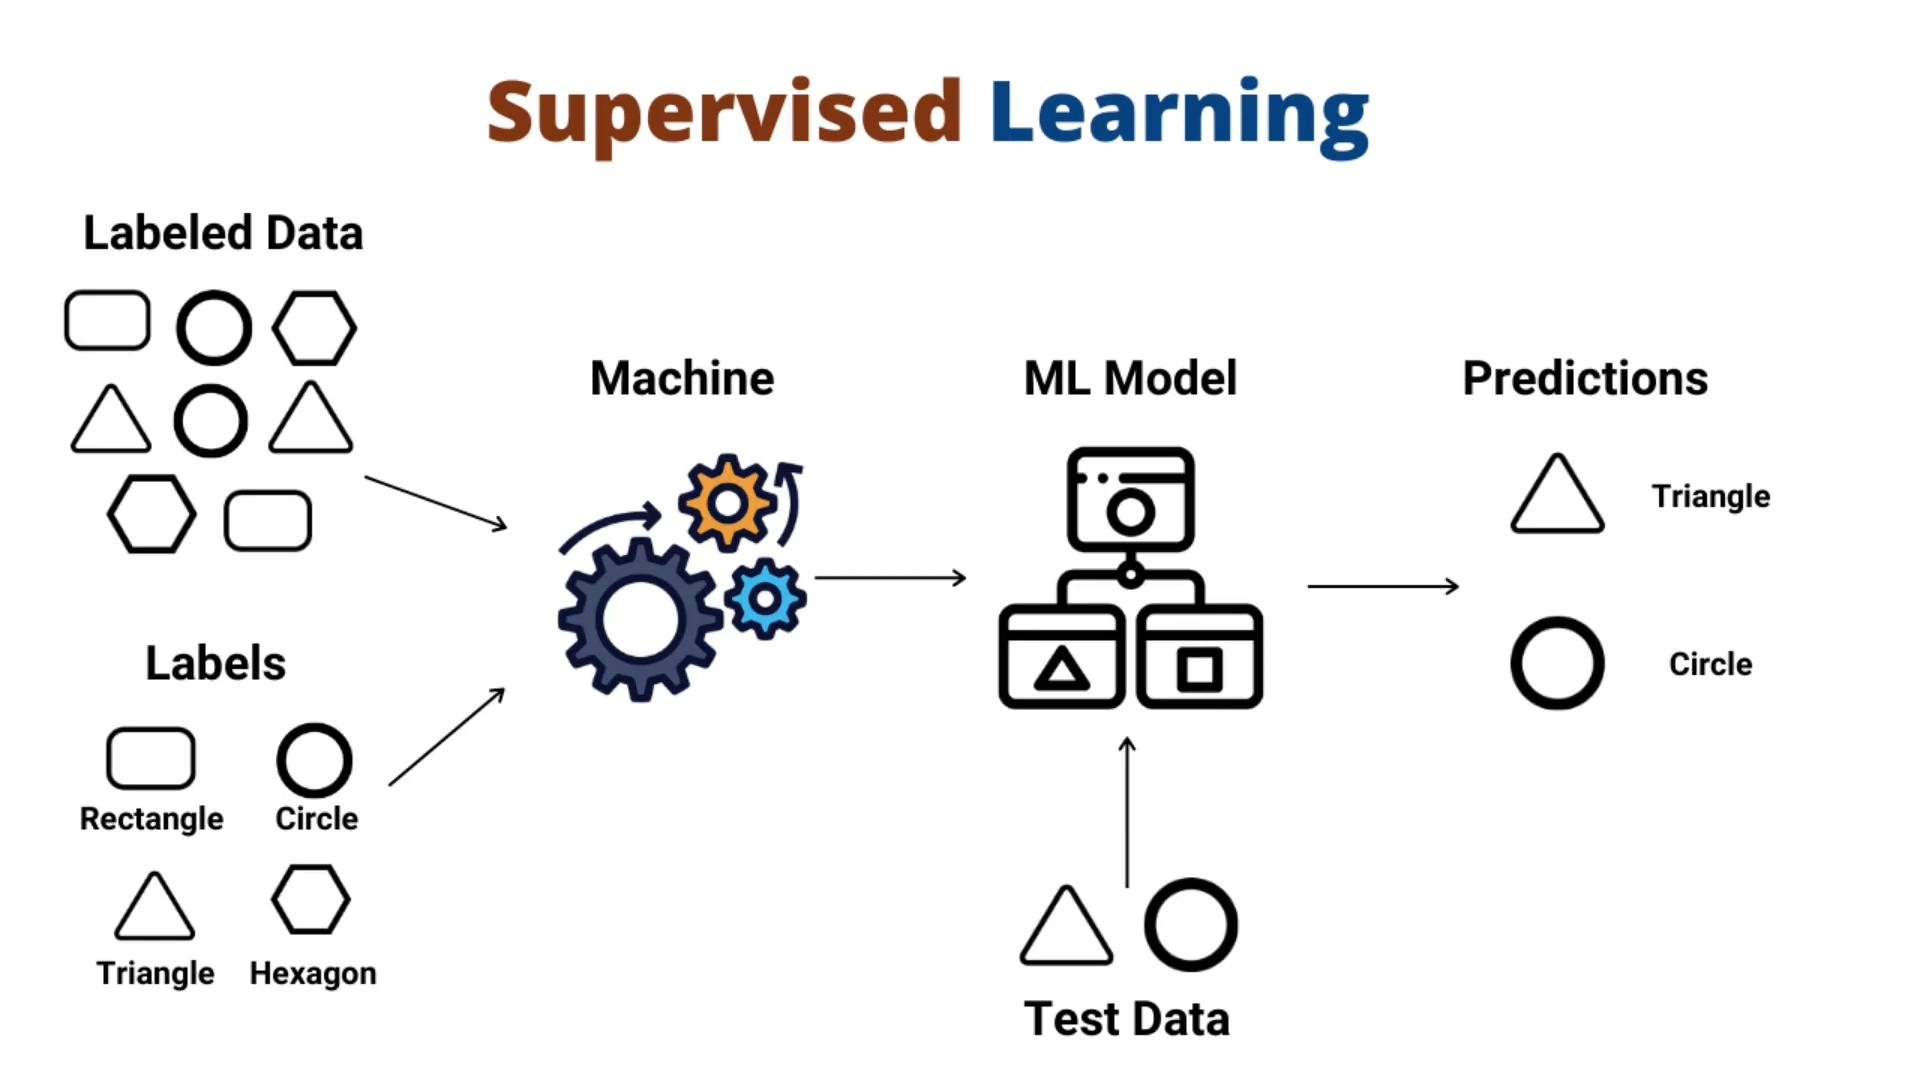 Supervised Learning
Labeled Data
Machine
ML Model
Predictions
Triangle
Circle
Labels
Rectangle
Circle
Triangle
Hexagon
Test Data